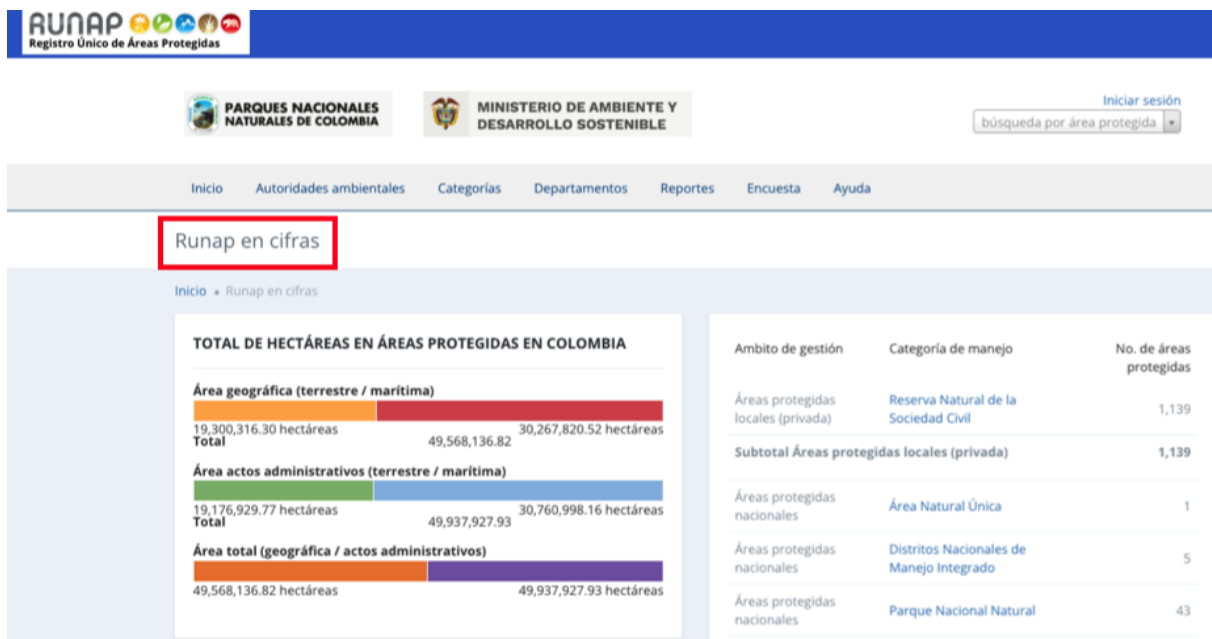 RUNAP
Registro Único de Áreas Protegidas
PARQUES NACIONALES
NATURALES DE COLOMBIA
MINISTERIO DE AMBIENTE Y
DESARROLLO SOSTENIBLE
Iniciar sesión
búsqueda por área protegida
Inicio Autoridades ambientales Categorías Departamentos Reportes Encuesta Ayuda
Runap en cifras
Inicio • Runap en cifras
TOTAL DE HECTÁREAS EN ÁREAS PROTEGIDAS EN COLOMBIA
Área geográfica (terrestre / marítima)
19,300,316.30 hectáreas 30,267,820.52 hectáreas
Total 49,568,136.82
Área actos administrativos (terrestre / marítima)
19,176,929.77 hectáreas 30,760,998.16 hectáreas
Total 49,937,927.93
Área total (geográfica / actos administrativos)
49,568,136.82 hectáreas 49,937,927.93 hectáreas
Ambito de gestión Categoría de manejo No. de áreas
protegidas
Áreas protegidas Reserva Natural de la
locales (privada) Sociedad Civil 1,139
Subtotal Áreas protegidas locales (privada) 1,139
Áreas protegidas
nacionales Área Natural Única 1
Áreas protegidas Distritos Nacionales de
nacionales Manejo Integrado 5
Áreas protegidas
nacionales Parque Nacional Natural 43